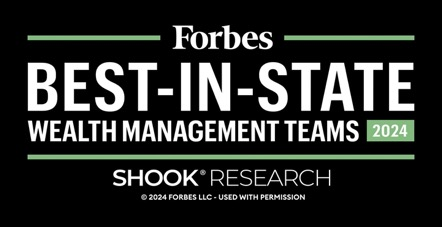 Forbes
BEST-IN-STATE
WEALTH MANAGEMENT TEAMS 2024
SHOOK® RESEARCH
© 2024 FORBES LLC - USED WITH PERMISSION